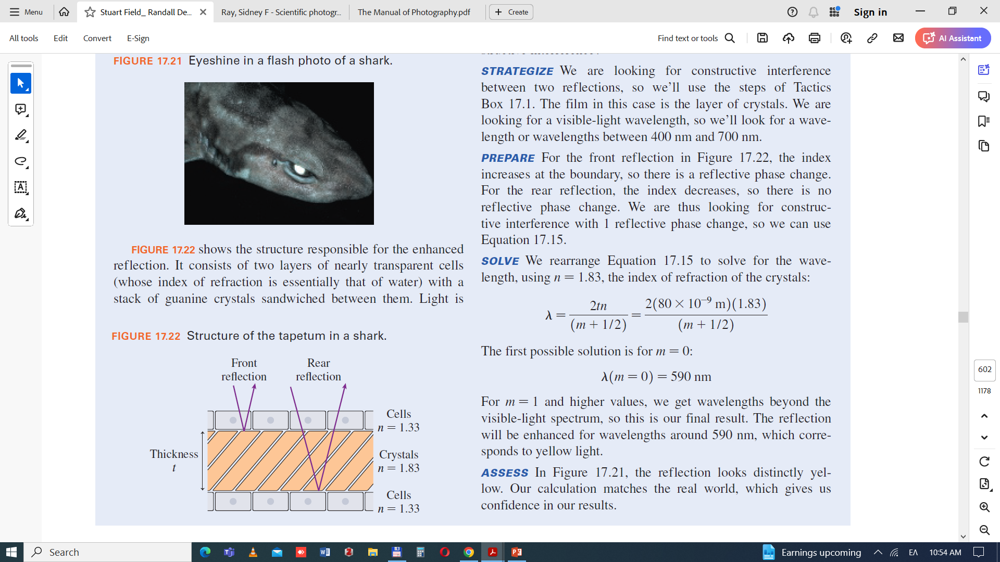 Menu
Stuart Field_ Randall De...
Ray, Sidney F - Scientific photogr...
The Manual of Photography.pdf
Create
Sign in
All tools
Edit
Convert
E-Sign
Find text or tools
AI Assistant
FIGURE 17.21 Eyeshine in a flash photo of a shark.
FIGURE 17.22 shows the structure responsible for the enhanced
reflection. It consists of two layers of nearly transparent cells
(whose index of refraction is essentially that of water) with a
stack of guanine crystals sandwiched between them. Light is
FIGURE 17.22 Structure of the tapetum in a shark.
Front
reflection
Rear
reflection
Cells
n = 1.33
Thickness
t
Crystals
n = 1.83
Cells
n = 1.33
STRATEGIZE We are looking for constructive interference
between two reflections, so we'll use the steps of Tactics
Box 17.1. The film in this case is the layer of crystals. We are
looking for a visible-light wavelength, so we'll look for a wave-
length or wavelengths between 400 nm and 700 nm.
PREPARE For the front reflection in Figure 17.22, the index
increases at the boundary, so there is a reflective phase change.
For the rear reflection, the index decreases, so there is no
reflective phase change. We are thus looking for construc-
tive interference with 1 reflective phase change, so we can use
Equation 17.15.
SOLVE We rearrange Equation 17.15 to solve for the wave-
length, using n = 1.83, the index of refraction of the crystals:
λ = 2tn / (m + 1/2) = 2(80 × 10⁻⁹ m)(1.83) / (m + 1/2)
The first possible solution is for m = 0:
λ(m = 0) = 590 nm
For m = 1 and higher values, we get wavelengths beyond the
visible-light spectrum, so this is our final result. The reflection
will be enhanced for wavelengths around 590 nm, which corre-
sponds to yellow light.
ASSESS In Figure 17.21, the reflection looks distinctly yel-
low. Our calculation matches the real world, which gives us
confidence in our results.
602
1178
Search
Earnings upcoming
ΕΛ
10:54 AM